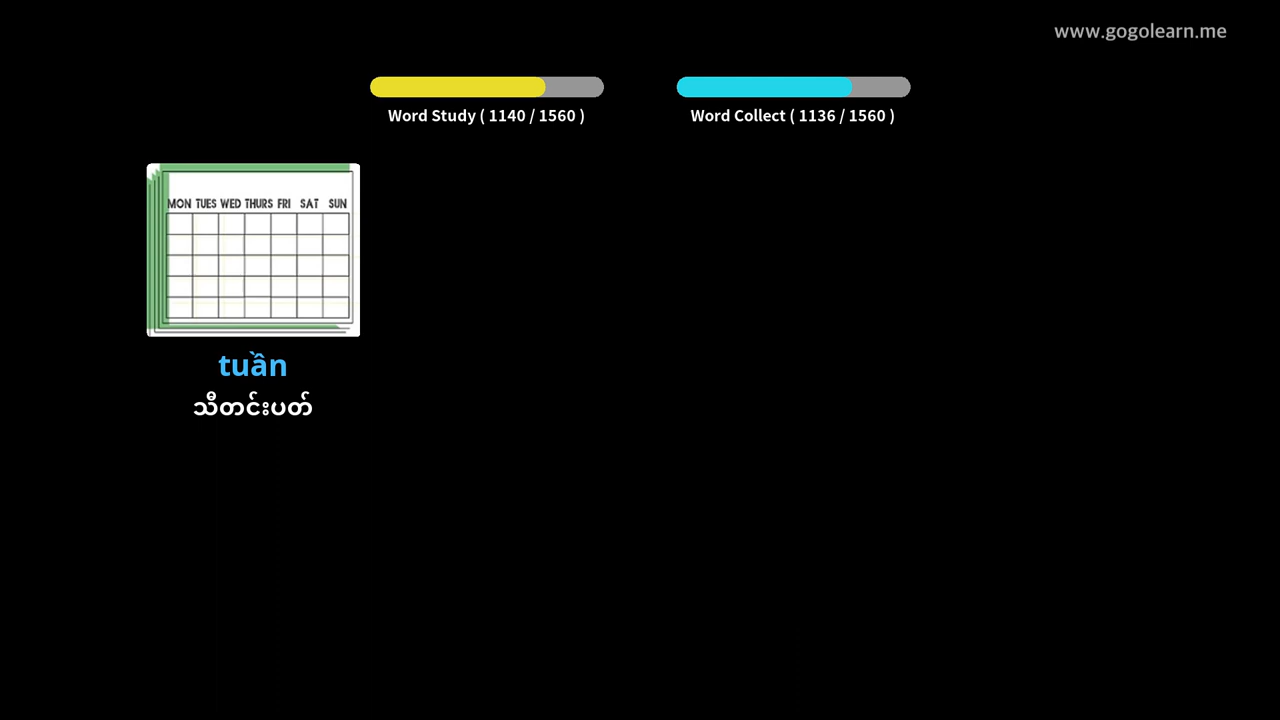 www.gogolearn.me
Word Study ( 1140 / 1560 )
Word Collect ( 1136 / 1560 )
MON TUES WED THURS FRI SAT SUN
tuần
သီတင်းပတ်